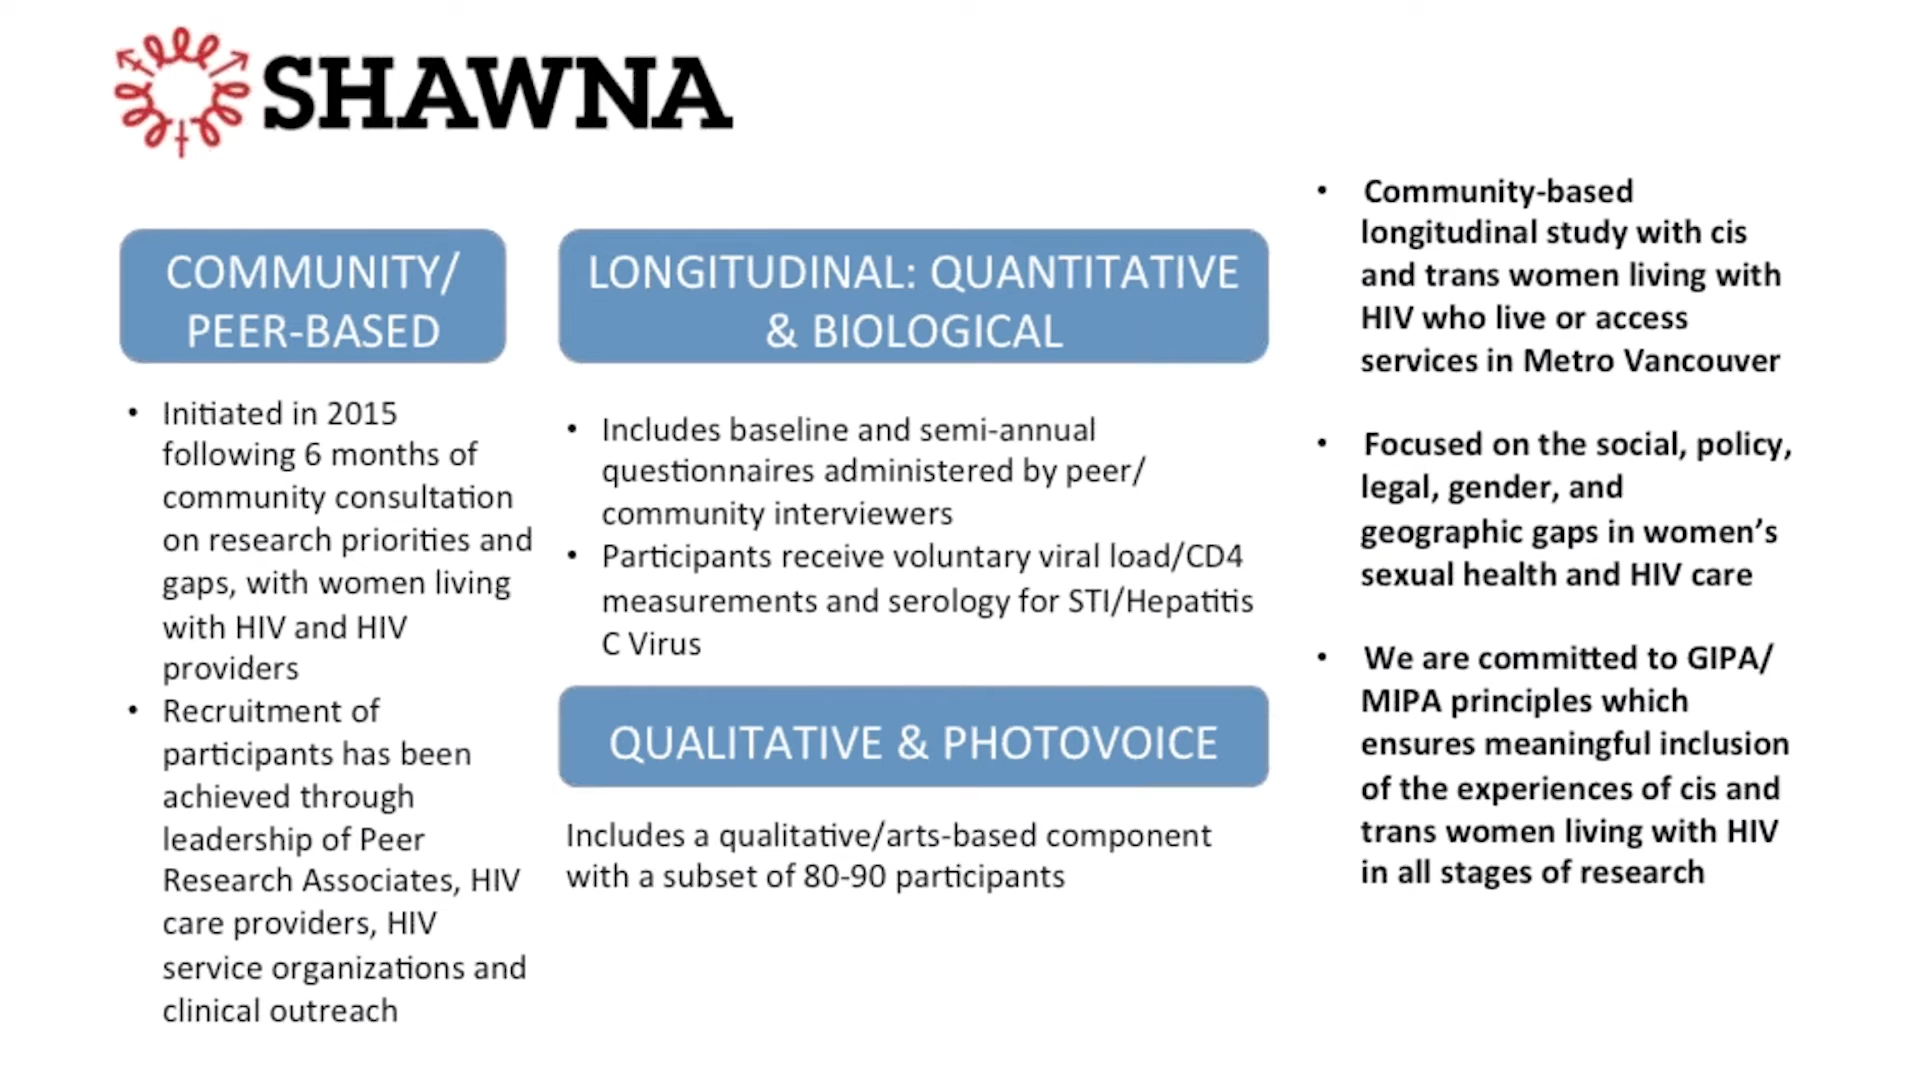 SHAWNA
COMMUNITY/
PEER-BASED
• Initiated in 2015
following 6 months of
community consultation
on research priorities and
gaps, with women living
with HIV and HIV
providers
• Recruitment of
participants has been
achieved through
leadership of Peer
Research Associates, HIV
care providers, HIV
service organizations and
clinical outreach
LONGITUDINAL: QUANTITATIVE
& BIOLOGICAL
• Includes baseline and semi-annual
questionnaires administered by peer/
community interviewers
• Participants receive voluntary viral load/CD4
measurements and serology for STI/Hepatitis
C Virus
QUALITATIVE & PHOTOVOICE
Includes a qualitative/arts-based component
with a subset of 80-90 participants
• Community-based
longitudinal study with cis
and trans women living with
HIV who live or access
services in Metro Vancouver
• Focused on the social, policy,
legal, gender, and
geographic gaps in women’s
sexual health and HIV care
• We are committed to GIPA/
MIPA principles which
ensures meaningful inclusion
of the experiences of cis and
trans women living with HIV
in all stages of research